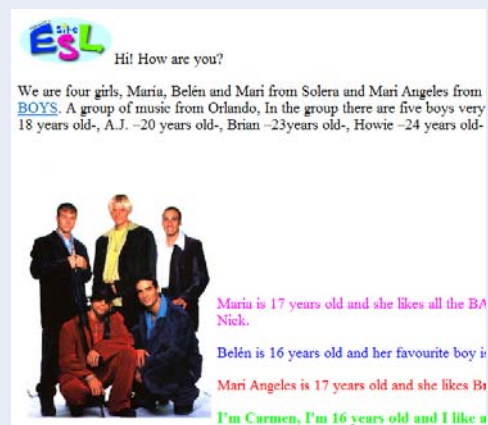 ESL Site
Hi! How are you?
We are four girls, Maria, Belén and Mari from Solera and Mari Angeles from
BOYS. A group of music from Orlando, In the group there are five boys very
18 years old-, A.J. –20 years old-, Brian –23years old-, Howie –24 years old-
Maria is 17 years old and she likes all the BA
Nick.
Belén is 16 years old and her favourite boy is
Mari Angeles is 17 years old and she likes Br
I'm Carmen, I'm 16 years old and I like a